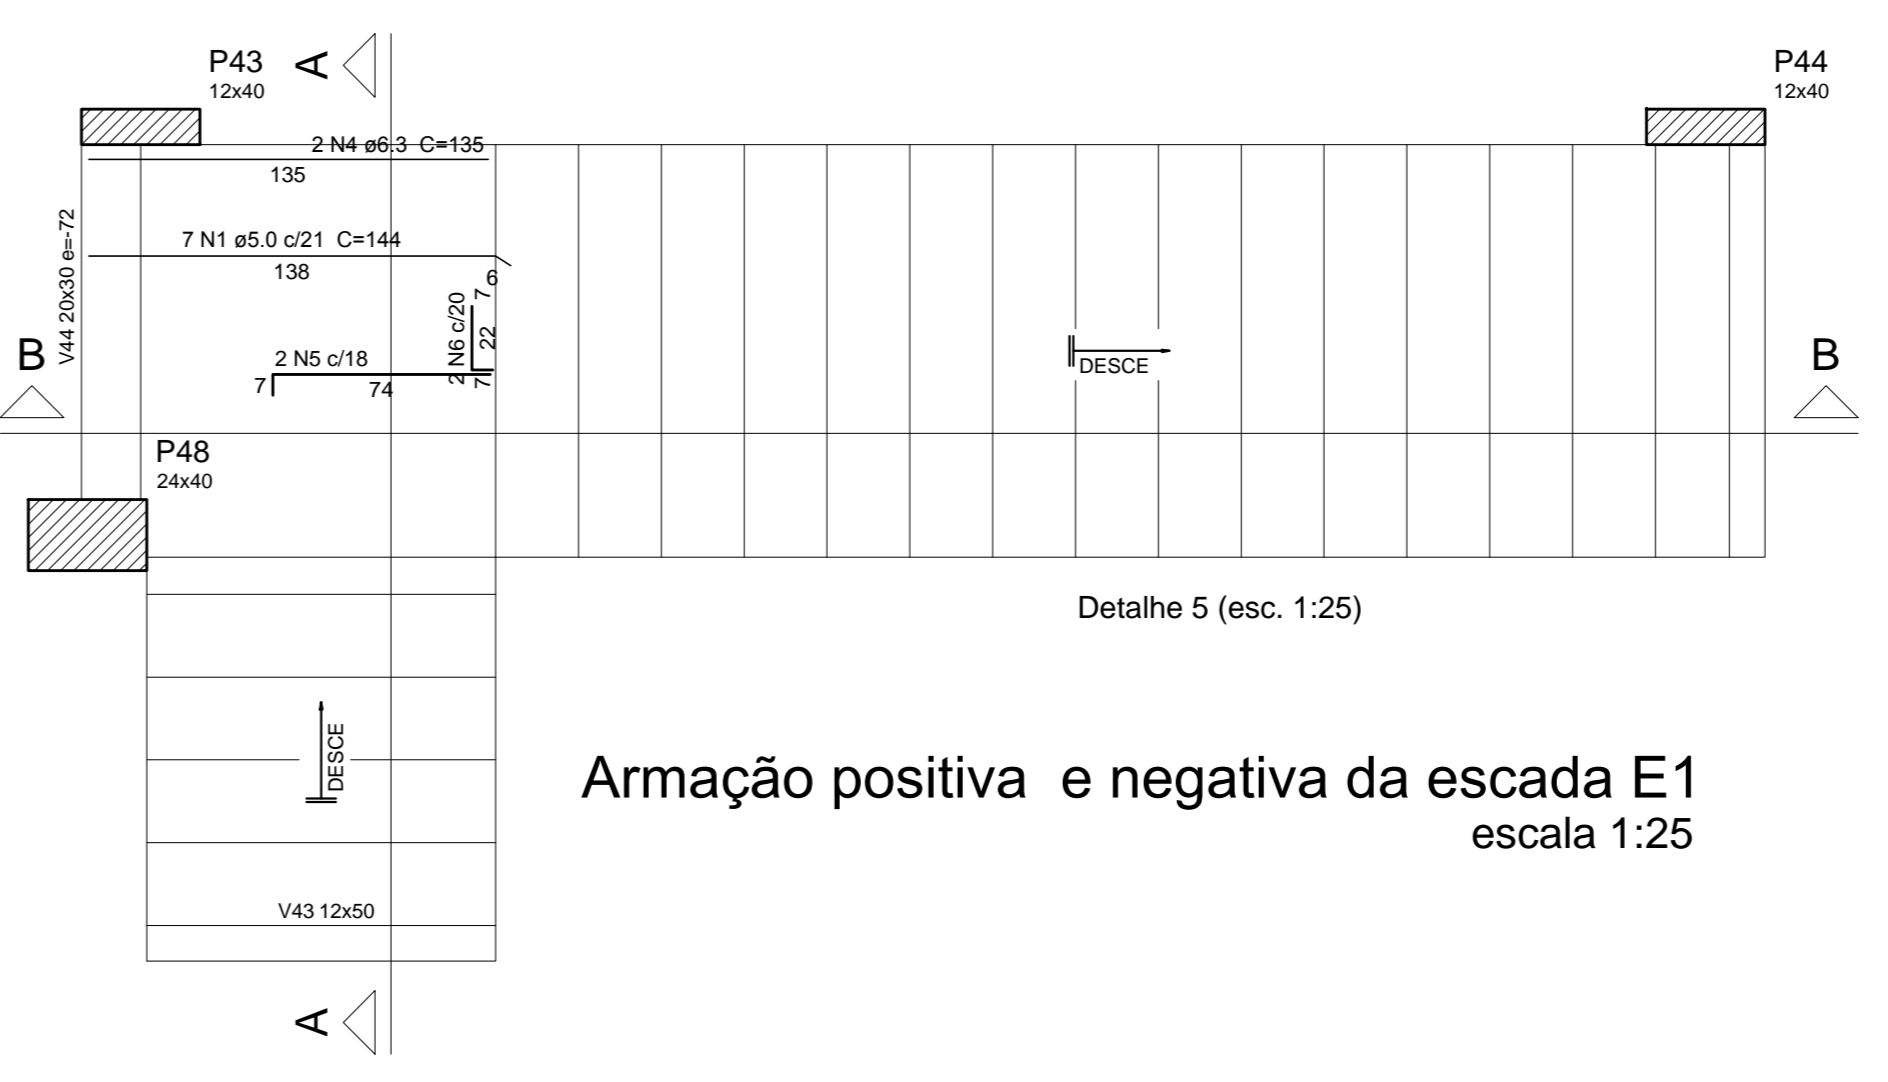 P43
12x40
A
P44
12x40
2 N4 ø6.3 C=135
135
7 N1 ø5.0 c/21 C=144
138
6
V44 20x30 e=-72
2 N6 c/20
7
22
7
2 N5 c/18
7
74
B
DESCE
B
P48
24x40
Detalhe 5 (esc. 1:25)
DESCE
Armação positiva e negativa da escada E1
escala 1:25
V43 12x50
A